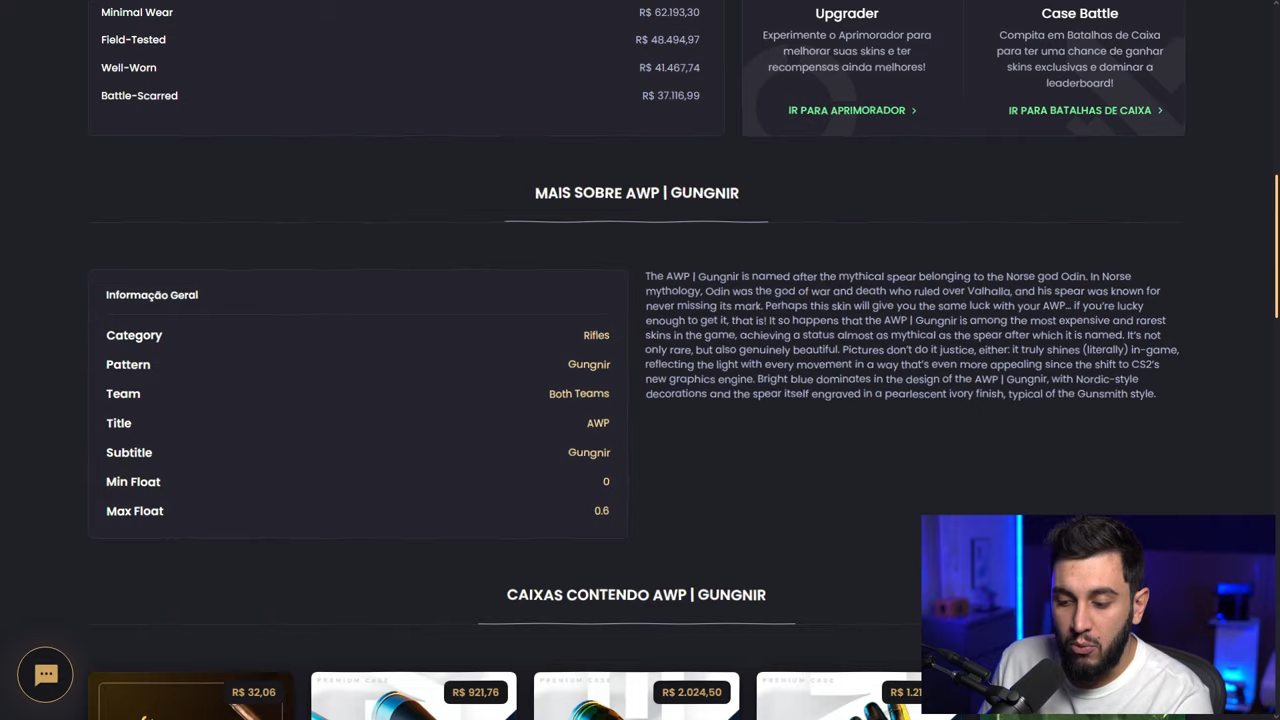 Minimal Wear
R$ 62.193,30
Field-Tested
R$ 48.494,97
Well-Worn
R$ 41.467,74
Battle-Scarred
R$ 37.116,99
Upgrader
Experimente o Aprimorador para
melhorar suas skins e ter
recompensas ainda melhores!
IR PARA APRIMORADOR
Case Battle
Compita em Batalhas de Caixa
para ter uma chance de ganhar
skins exclusivas e dominar a
leaderboard!
IR PARA BATALHAS DE CAIXA
MAIS SOBRE AWP | GUNGNIR
Informação Geral
Category
Rifles
Pattern
Gungnir
Team
Both Teams
Title
AWP
Subtitle
Gungnir
Min Float
0
Max Float
0.6
The AWP | Gungnir is named after the mythical spear belonging to the Norse god Odin. In Norse
mythology, Odin was the god of war and death who ruled over Valhalla, and his spear was known for
never missing its mark. Perhaps this skin will give you the same luck with your AWP... if you're lucky
enough to get it, that is! It so happens that the AWP | Gungnir is among the most expensive and rarest
skins in the game, achieving a status almost as mythical as the spear after which it is named. It's not
only rare, but also genuinely beautiful. Pictures don't do it justice, either: it truly shines (literally) in-game,
reflecting the light with every movement in a way that's even more appealing since the shift to CS2's
new graphics engine. Bright blue dominates in the design of the AWP | Gungnir, with Nordic-style
decorations and the spear itself engraved in a pearlescent ivory finish, typical of the Gunsmith style.
CAIXAS CONTENDO AWP | GUNGNIR
R$ 32,06
PREMIUM CASE
R$ 921,76
PREMIUM CASE
R$ 2.024,50
PREMIUM CASE
R$ 1.21